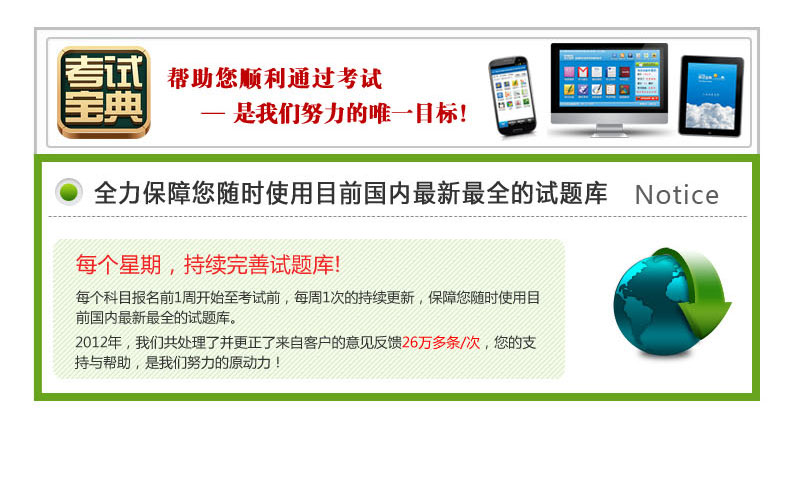 考试
宝典
帮助您顺利通过考试
— 是我们努力的唯一目标!
全力保障您随时使用目前国内最新最全的试题库 Notice
每个星期，持续完善试题库!
每个科目报名前1周开始至考试前，每周1次的持续更新，保障您随时使用目
前国内最新最全的试题库。
2012年，我们共处理了并更正了来自客户的意见反馈26万多条/次，您的支
持与帮助，是我们努力的原动力！